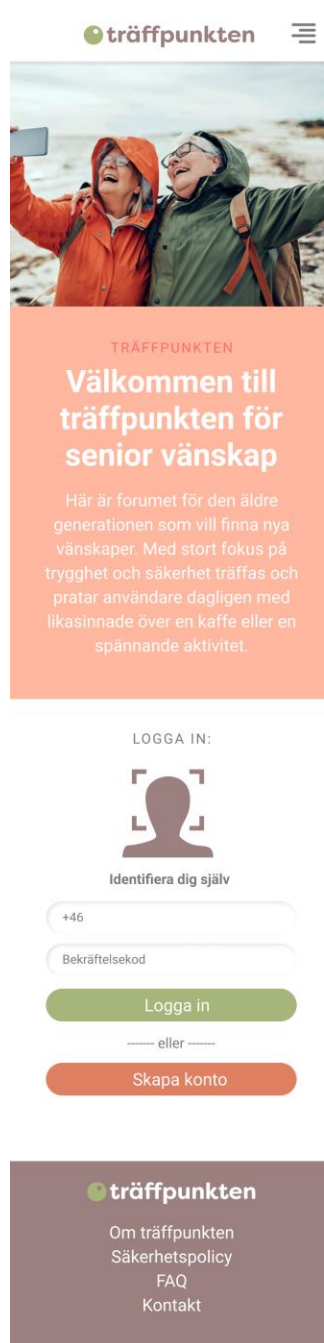 träffpunkten
TRÄFFPUNKTEN
Välkommen till
träffpunkten för
senior vänskap
Här är forumet för den äldre
generationen som vill finna nya
vänskaper. Med stort fokus på
trygghet och säkerhet träffas och
pratar användare dagligen med
likasinnade över en kaffe eller en
spännande aktivitet.
LOGGA IN:
Identifiera dig själv
+46
Bekräftelsekod
Logga in
------- eller -------
Skapa konto
träffpunkten
Om träffpunkten
Säkerhetspolicy
FAQ
Kontakt